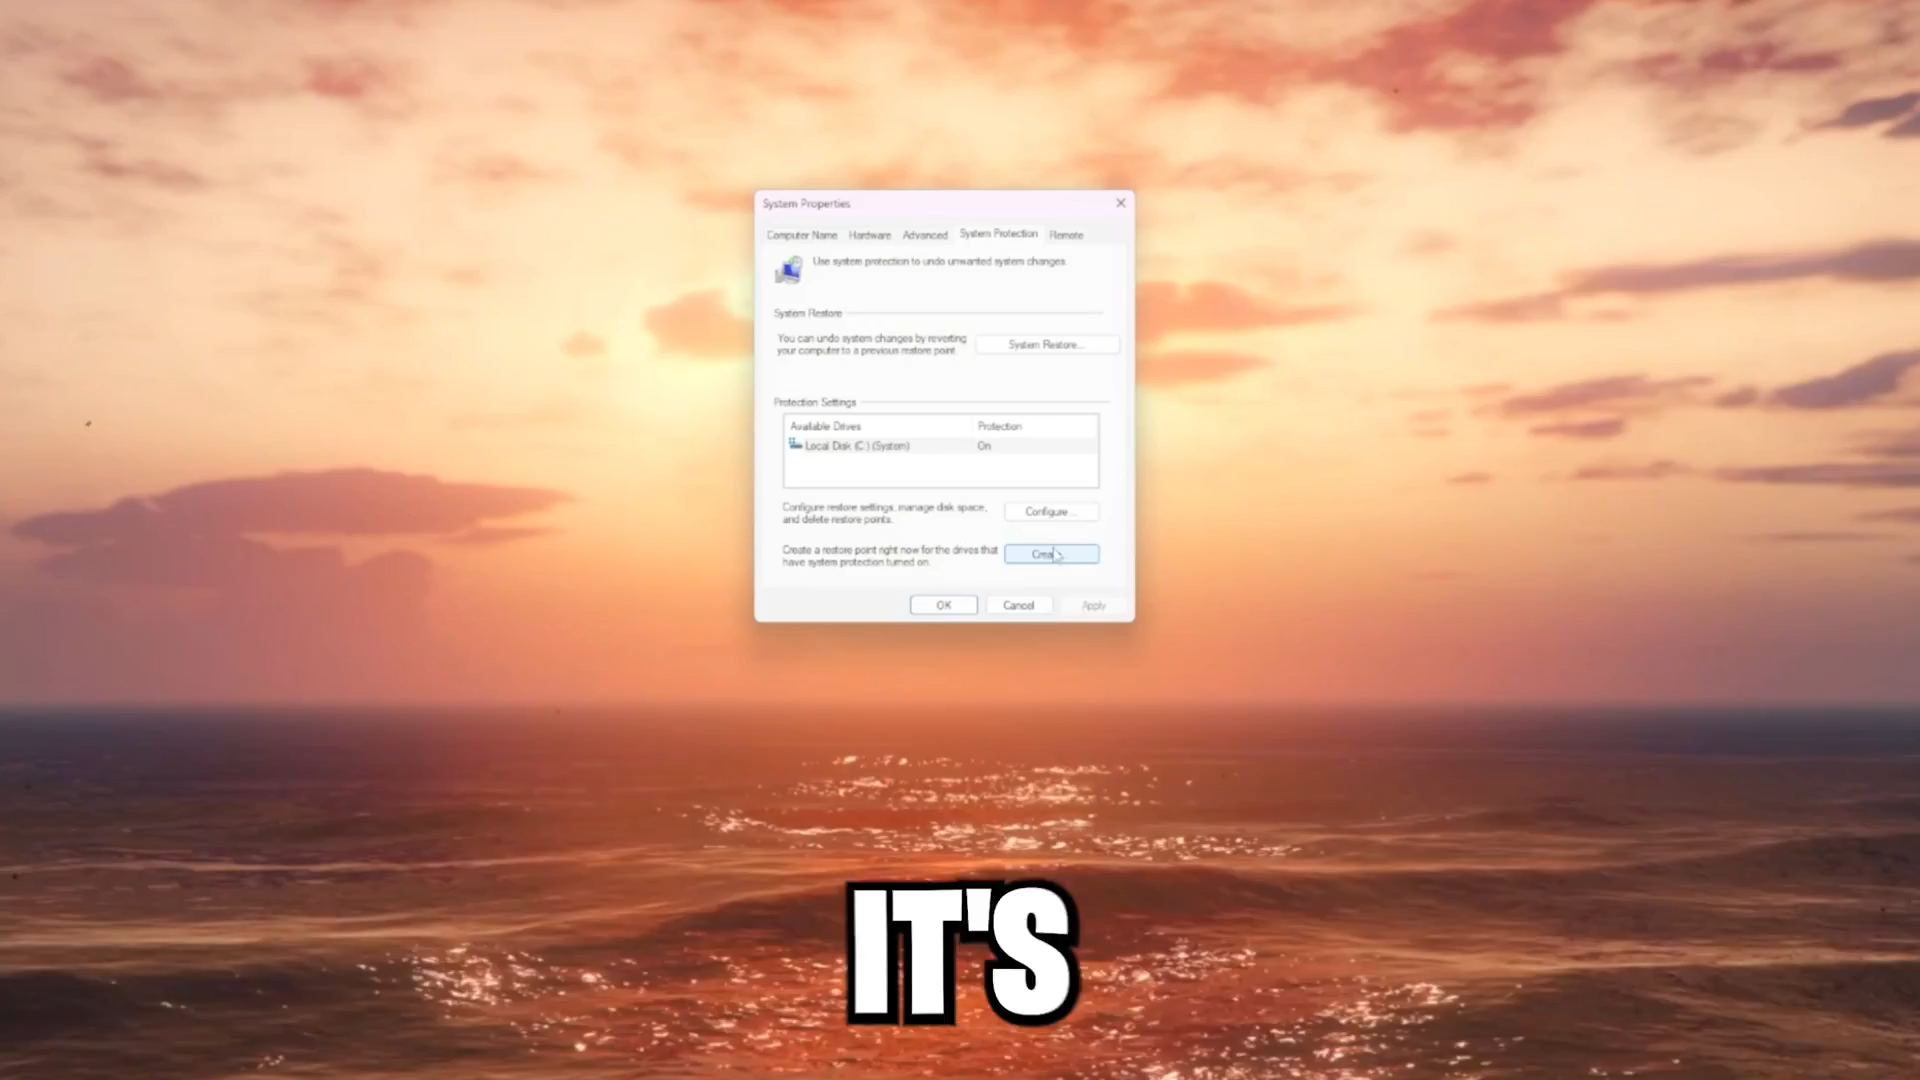 System Properties
Computer Name Hardware Advanced System Protection Remote
Use system protection to undo unwanted system changes.
System Restore
You can undo system changes by reverting
your computer to a previous restore point.
System Restore...
Protection Settings
Available Drives Protection
Local Disk (C:) (System) On
Configure restore settings, manage disk space,
and delete restore points.
Configure...
Create a restore point right now for the drives that
have system protection turned on.
OK Cancel Apply
IT'S